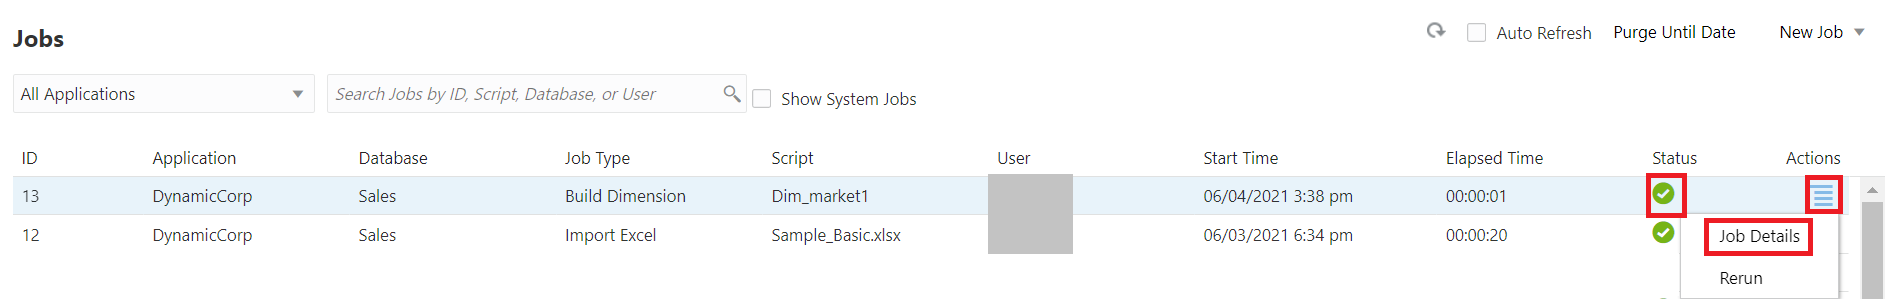 Jobs
Auto Refresh Purge Until Date New Job
All Applications Search Jobs by ID, Script, Database, or User Show System Jobs
ID Application Database Job Type Script User Start Time Elapsed Time Status Actions
13 DynamicCorp Sales Build Dimension Dim_market1 06/04/2021 3:38 pm 00:00:01
12 DynamicCorp Sales Import Excel Sample_Basic.xlsx 06/03/2021 6:34 pm 00:00:20
Job Details
Rerun